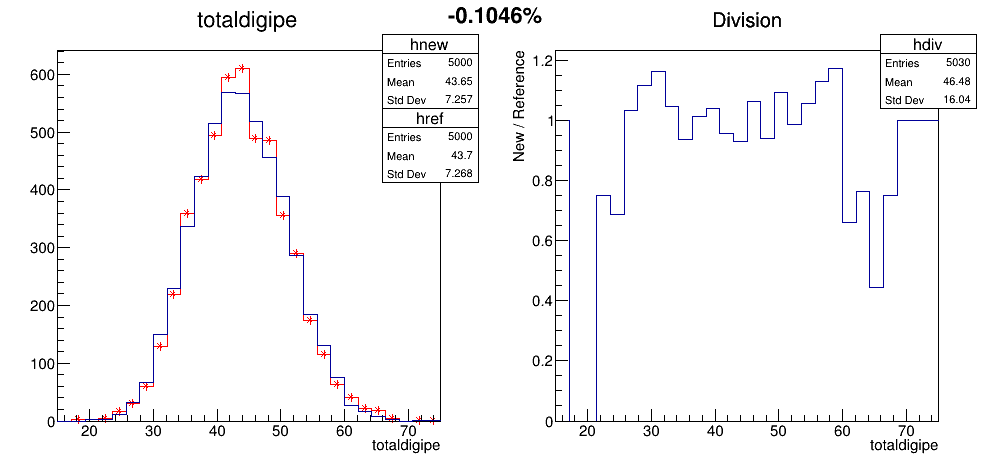 -0.1046%
totaldigipe
hnew
Entries 5000
Mean 43.65
Std Dev 7.257
href
Entries 5000
Mean 43.7
Std Dev 7.268
600
500
400
300
200
100
0
20 30 40 50 60 70
totaldigipe
Division
hdiv
Entries 5030
Mean 46.48
Std Dev 16.04
New / Reference
1.2
1
0.8
0.6
0.4
0.2
0
20 30 40 50 60 70
totaldigipe